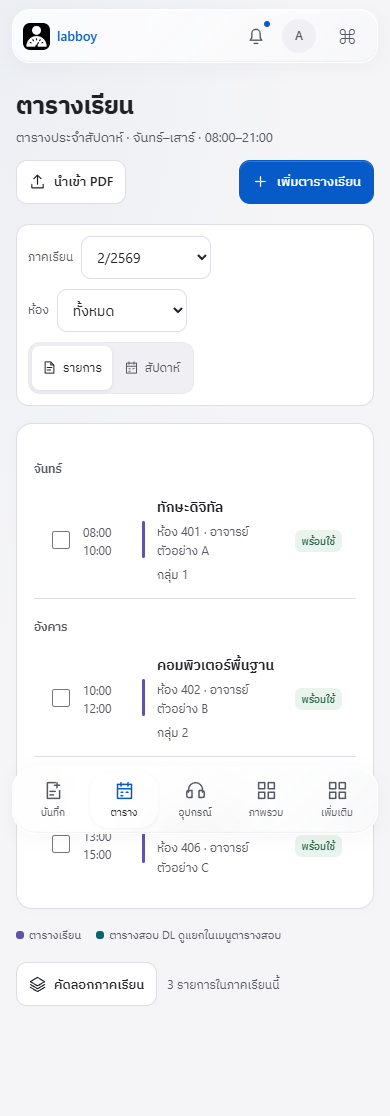 labboy
A
ตารางเรียน
ตารางประจำสัปดาห์ · จันทร์–เสาร์ · 08:00–21:00
นำเข้า PDF
เพิ่มตารางเรียน
ภาคเรียน
2/2569
ห้อง
ทั้งหมด
รายการ
สัปดาห์
จันทร์
ทักษะดิจิทัล
08:00
10:00
ห้อง 401 · อาจารย์
ตัวอย่าง A
กลุ่ม 1
พร้อมใช้
อังคาร
คอมพิวเตอร์พื้นฐาน
10:00
12:00
ห้อง 402 · อาจารย์
ตัวอย่าง B
กลุ่ม 2
พร้อมใช้
บันทึก
ตาราง
อุปกรณ์
ภาพรวม
เพิ่มเติม
13:00
15:00
ห้อง 406 · อาจารย์
ตัวอย่าง C
พร้อมใช้
ตารางเรียน
ตารางสอบ DL ดูแยกในเมนูตารางสอบ
คัดลอกภาคเรียน
3 รายการในภาคเรียนนี้